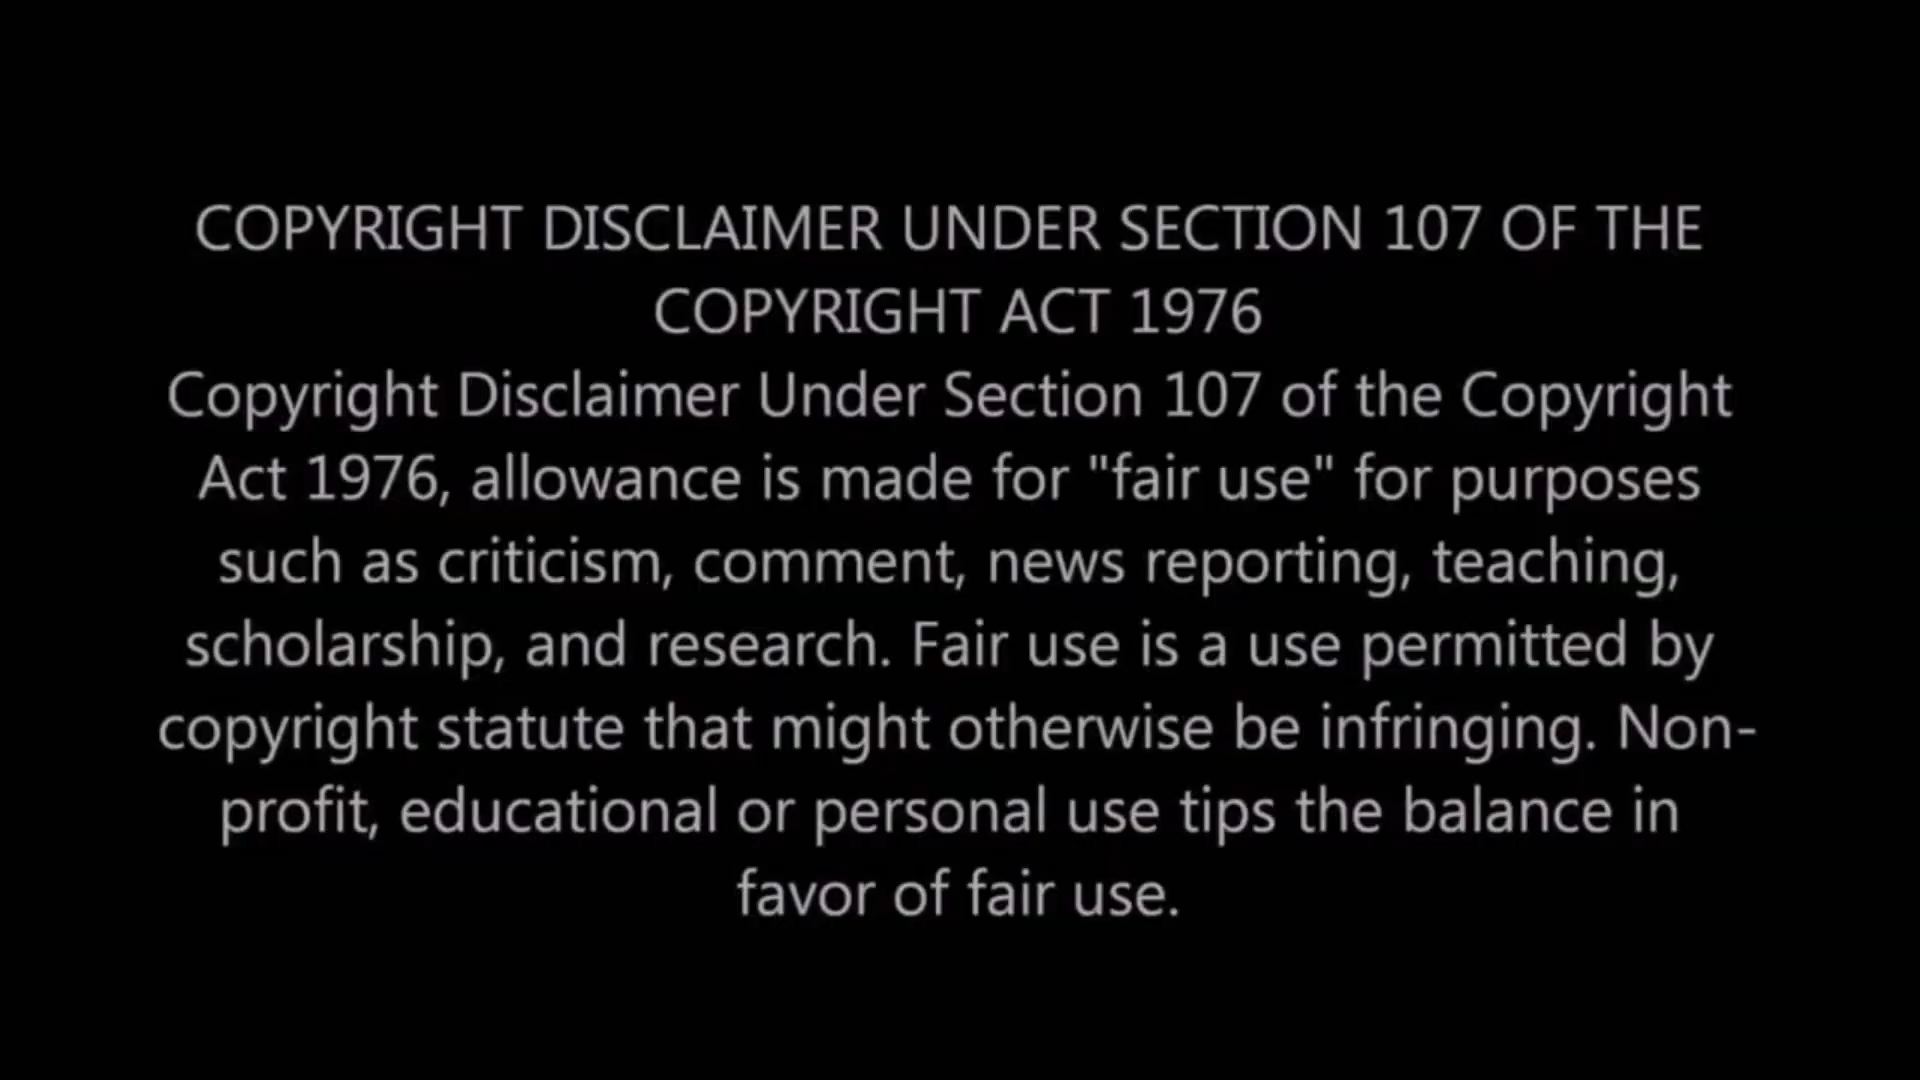 COPYRIGHT DISCLAIMER UNDER SECTION 107 OF THE
COPYRIGHT ACT 1976
Copyright Disclaimer Under Section 107 of the Copyright
Act 1976, allowance is made for "fair use" for purposes
such as criticism, comment, news reporting, teaching,
scholarship, and research. Fair use is a use permitted by
copyright statute that might otherwise be infringing. Non-
profit, educational or personal use tips the balance in
favor of fair use.